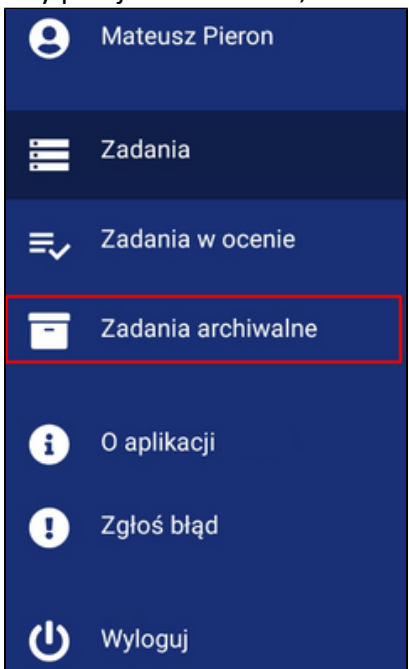 Mateusz Pieron
Zadania
Zadania w ocenie
Zadania archiwalne
O aplikacji
Zgłoś błąd
Wyloguj